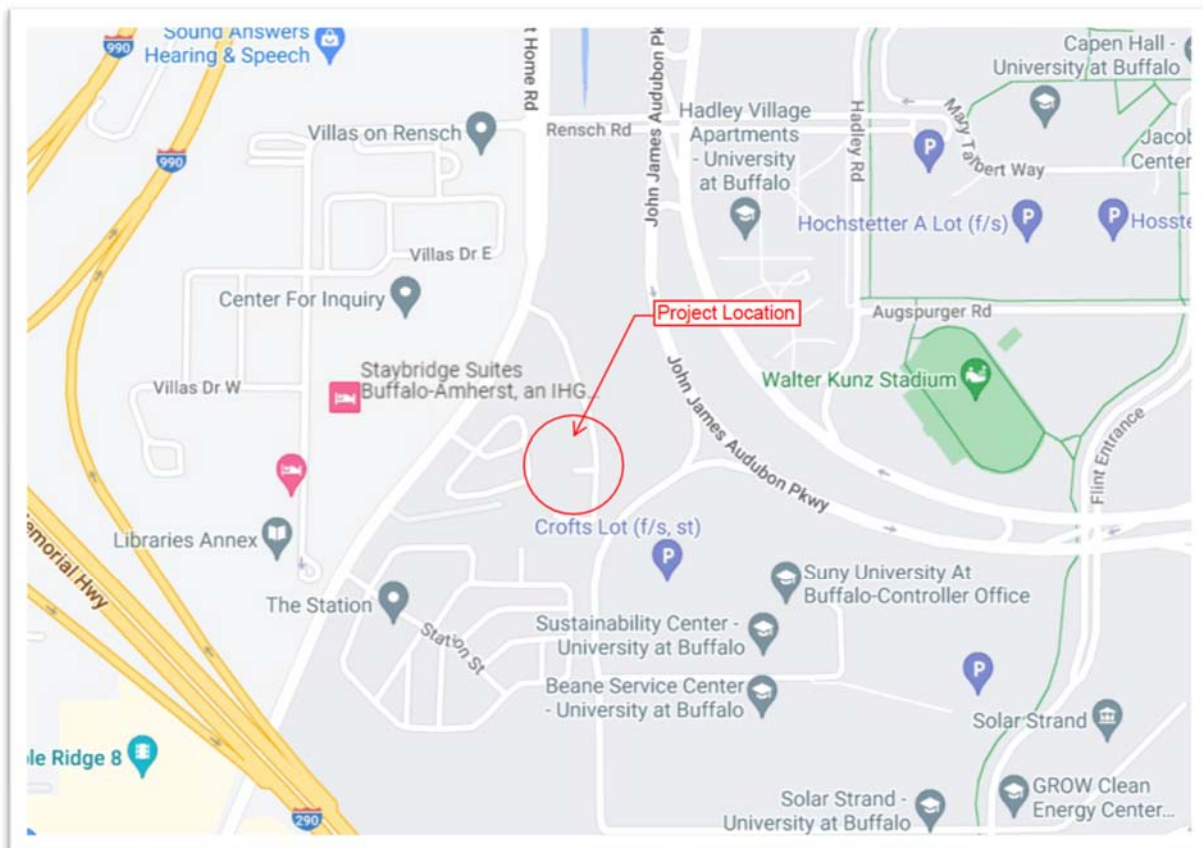 990
Sound Answers
Hearing & Speech
t Home Rd
John James Audubon Pk
Capen Hall -
University at Buffalo
Villas on Rensch
Rensch Rd
Hadley Village
Apartments
- University
at Buffalo
Hadley Rd
Mary Talbert Way
Jacob
Center
P
990
Hochstetter A Lot (f/s)
P
P
Hosste
Villas Dr E
Center For Inquiry
Project Location
Augspurger Rd
Staybridge Suites
Buffalo-Amherst, an IHG...
Villas Dr W
Walter Kunz Stadium
John James Audubon Pkwy
Flint Entrance
Crofts Lot (f/s, st)
P
Libraries Annex
emorial Hwy
The Station
Station St
Suny University At
Buffalo-Controller Office
Sustainability Center -
University at Buffalo
Beane Service Center
- University at Buffalo
P
Solar Strand
ple Ridge 8
290
Solar Strand -
University at Buffalo
GROW Clean
Energy Center...